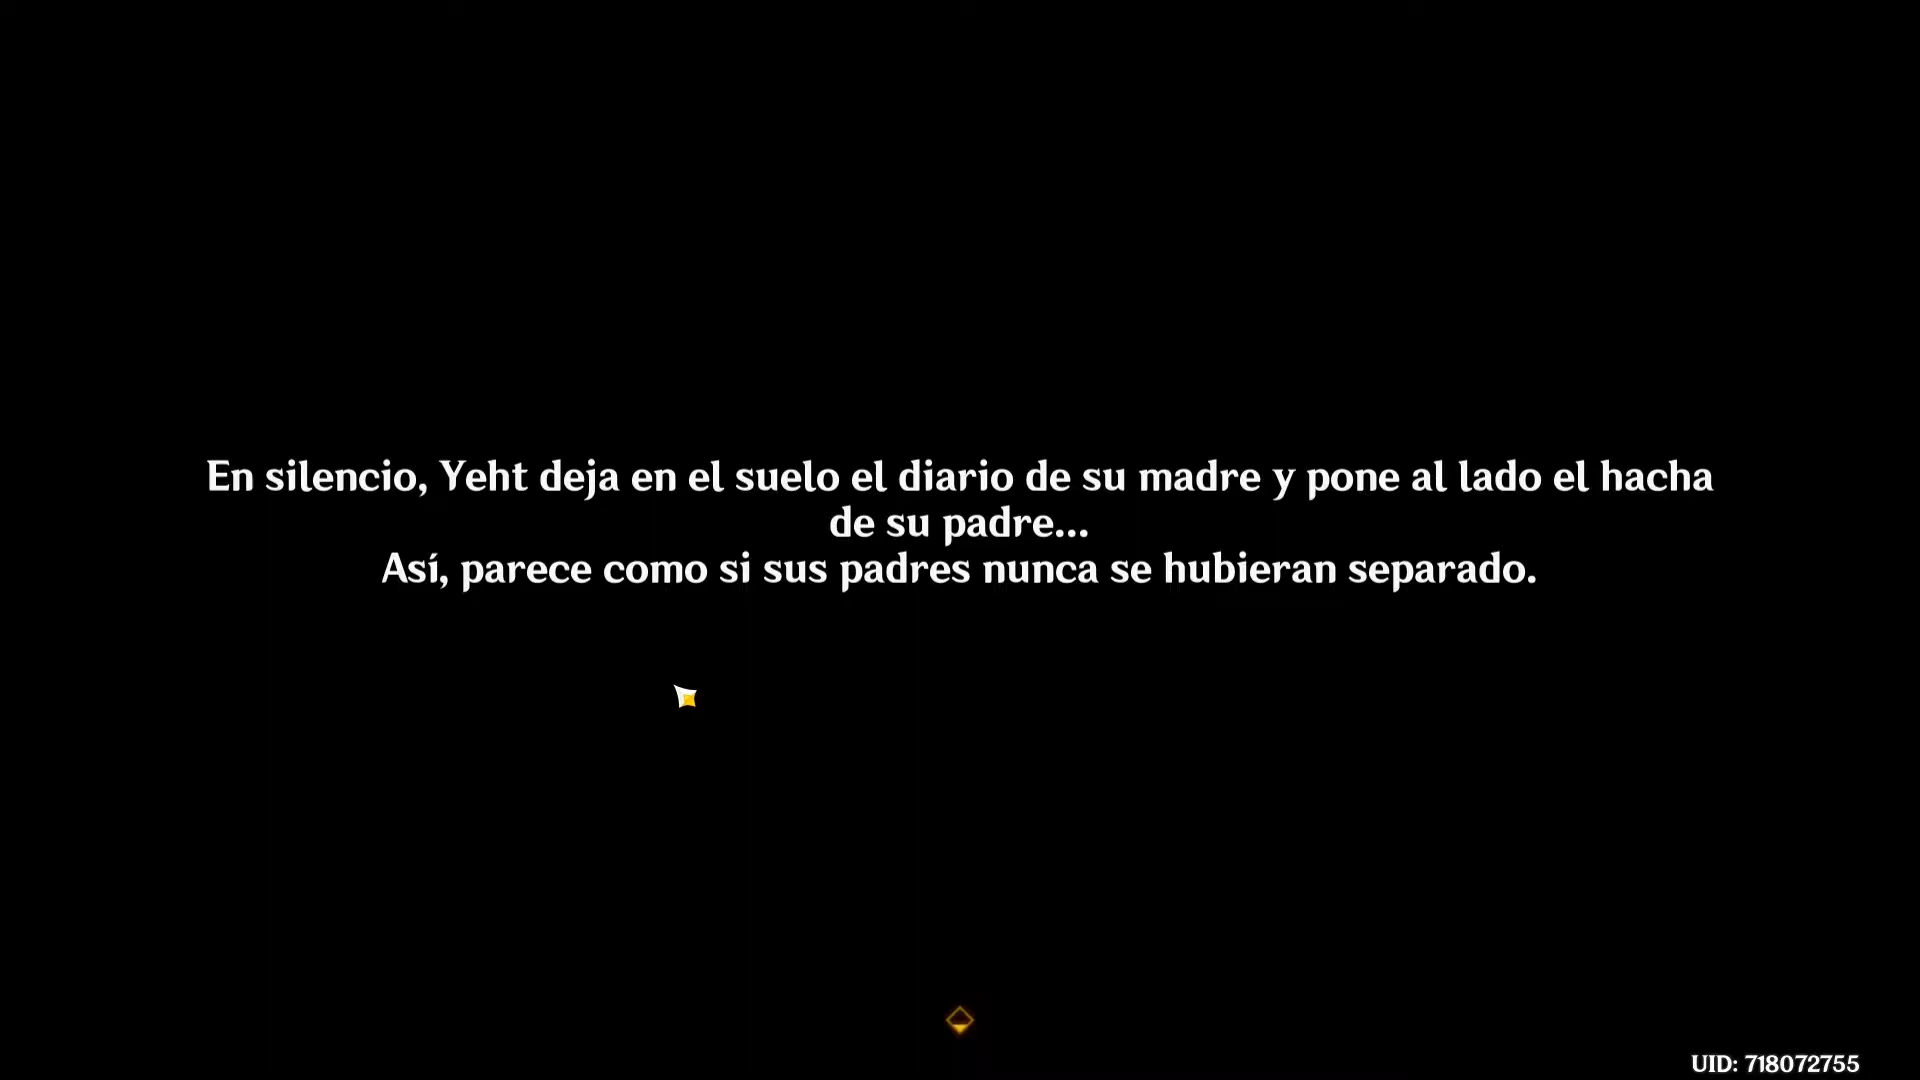 En silencio, Yeht deja en el suelo el diario de su madre y pone al lado el hacha
de su padre...
Así, parece como si sus padres nunca se hubieran separado.
UID: 718072755